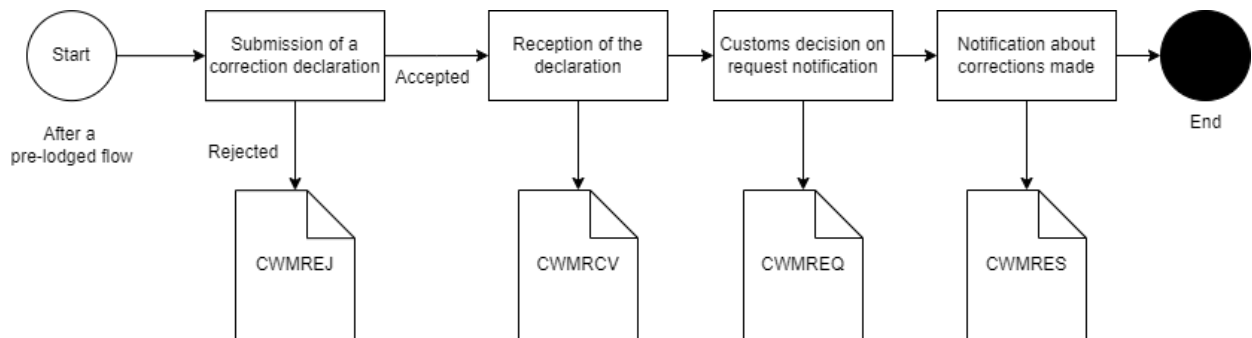 Start
After a
pre-lodged flow
Submission of a
correction declaration
Accepted
Rejected
CWMREJ
Reception of the
declaration
CWMRCV
Customs decision on
request notification
CWMREQ
Notification about
corrections made
CWMRES
End